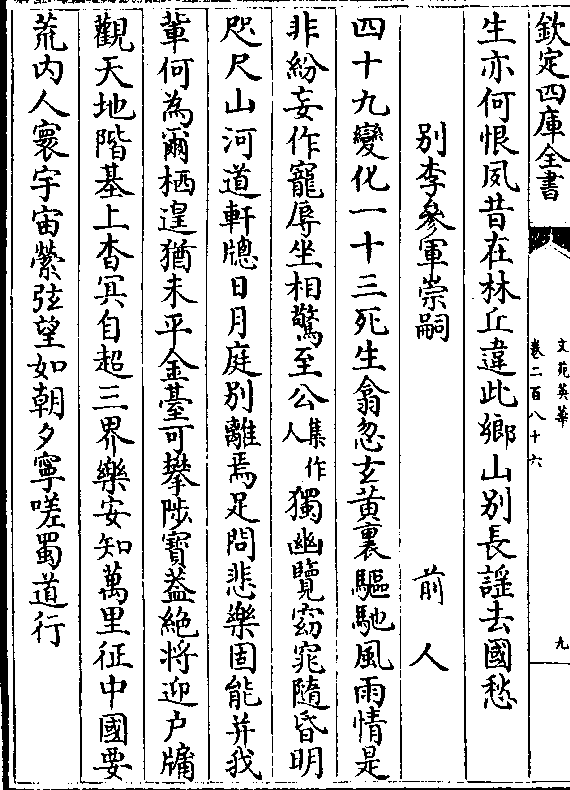 欽定四庫全書
文苑英華
卷二百八十六
九
生亦何恨夙昔在林丘違此鄉山别長謡去國愁
别李參軍崇嗣 前人
四十九變化一十三死生翕忽玄黄裏驅馳風雨情是
非紛妄作寵辱坐相驚至公集作人獨幽覽窈窕隨昏明
咫尺山河道軒牕日月庭别離焉足問悲樂固能并我
輩何為爾栖遑猶未平金臺可攀陟寳葢絶将迎户牖
觀天地階基上杳冥自超三界樂安知萬里征中國要
荒内人寰宇宙縈弦望如朝夕寧嗟蜀道行